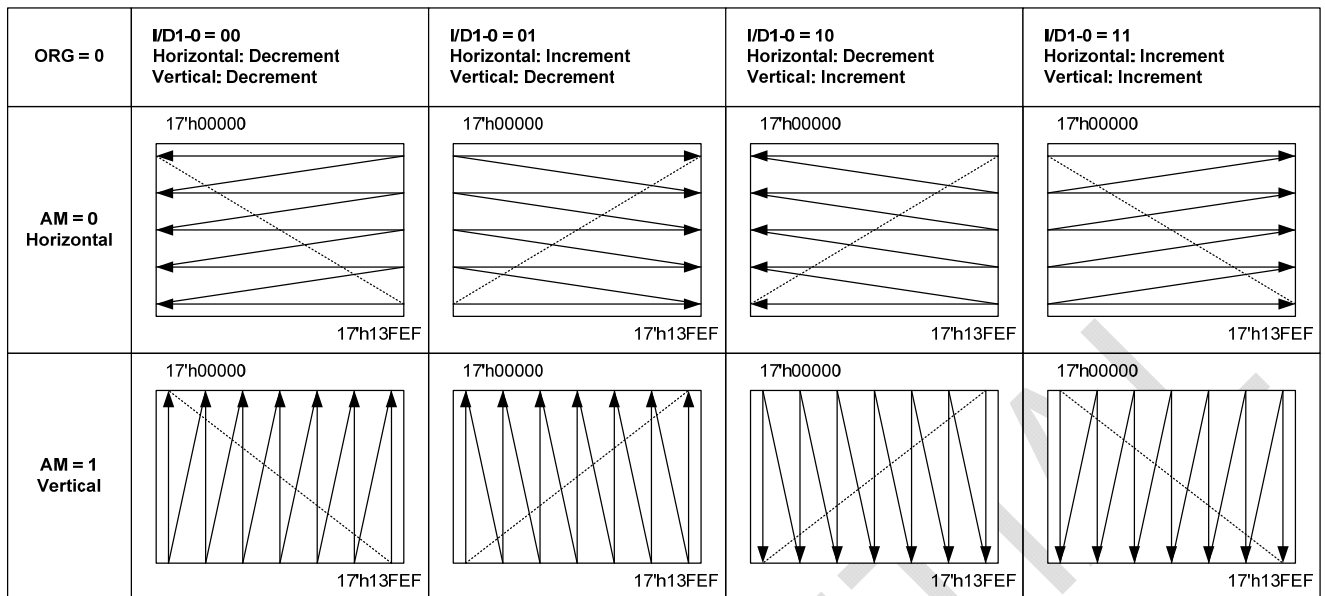 ORG = 0
I/D1-0 = 00
Horizontal: Decrement
Vertical: Decrement
I/D1-0 = 01
Horizontal: Increment
Vertical: Decrement
I/D1-0 = 10
Horizontal: Decrement
Vertical: Increment
I/D1-0 = 11
Horizontal: Increment
Vertical: Increment
AM = 0
Horizontal
17'h00000
17'h13FEF
17'h00000
17'h13FEF
17'h00000
17'h13FEF
17'h00000
17'h13FEF
AM = 1
Vertical
17'h00000
17'h13FEF
17'h00000
17'h13FEF
17'h00000
17'h13FEF
17'h00000
17'h13FEF